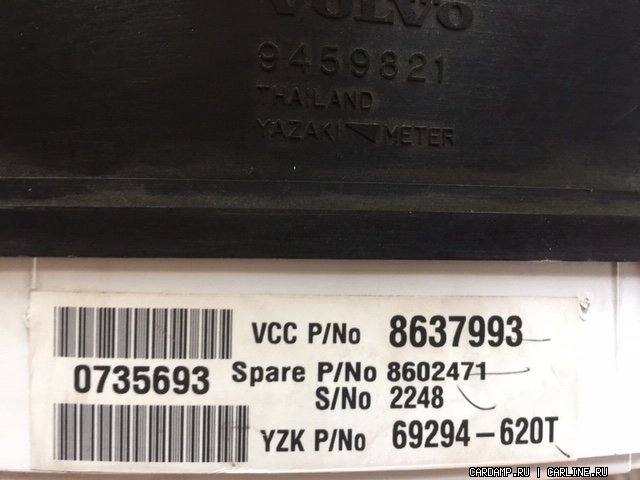 VOLVO
9459821
THAILAND
YAZAKI METER
VCC P/No 8637993
0735693
Spare P/No 8602471
S/No 2248
YZK P/No 69294-620T
CARDAMP.RU | CARLINE.RU